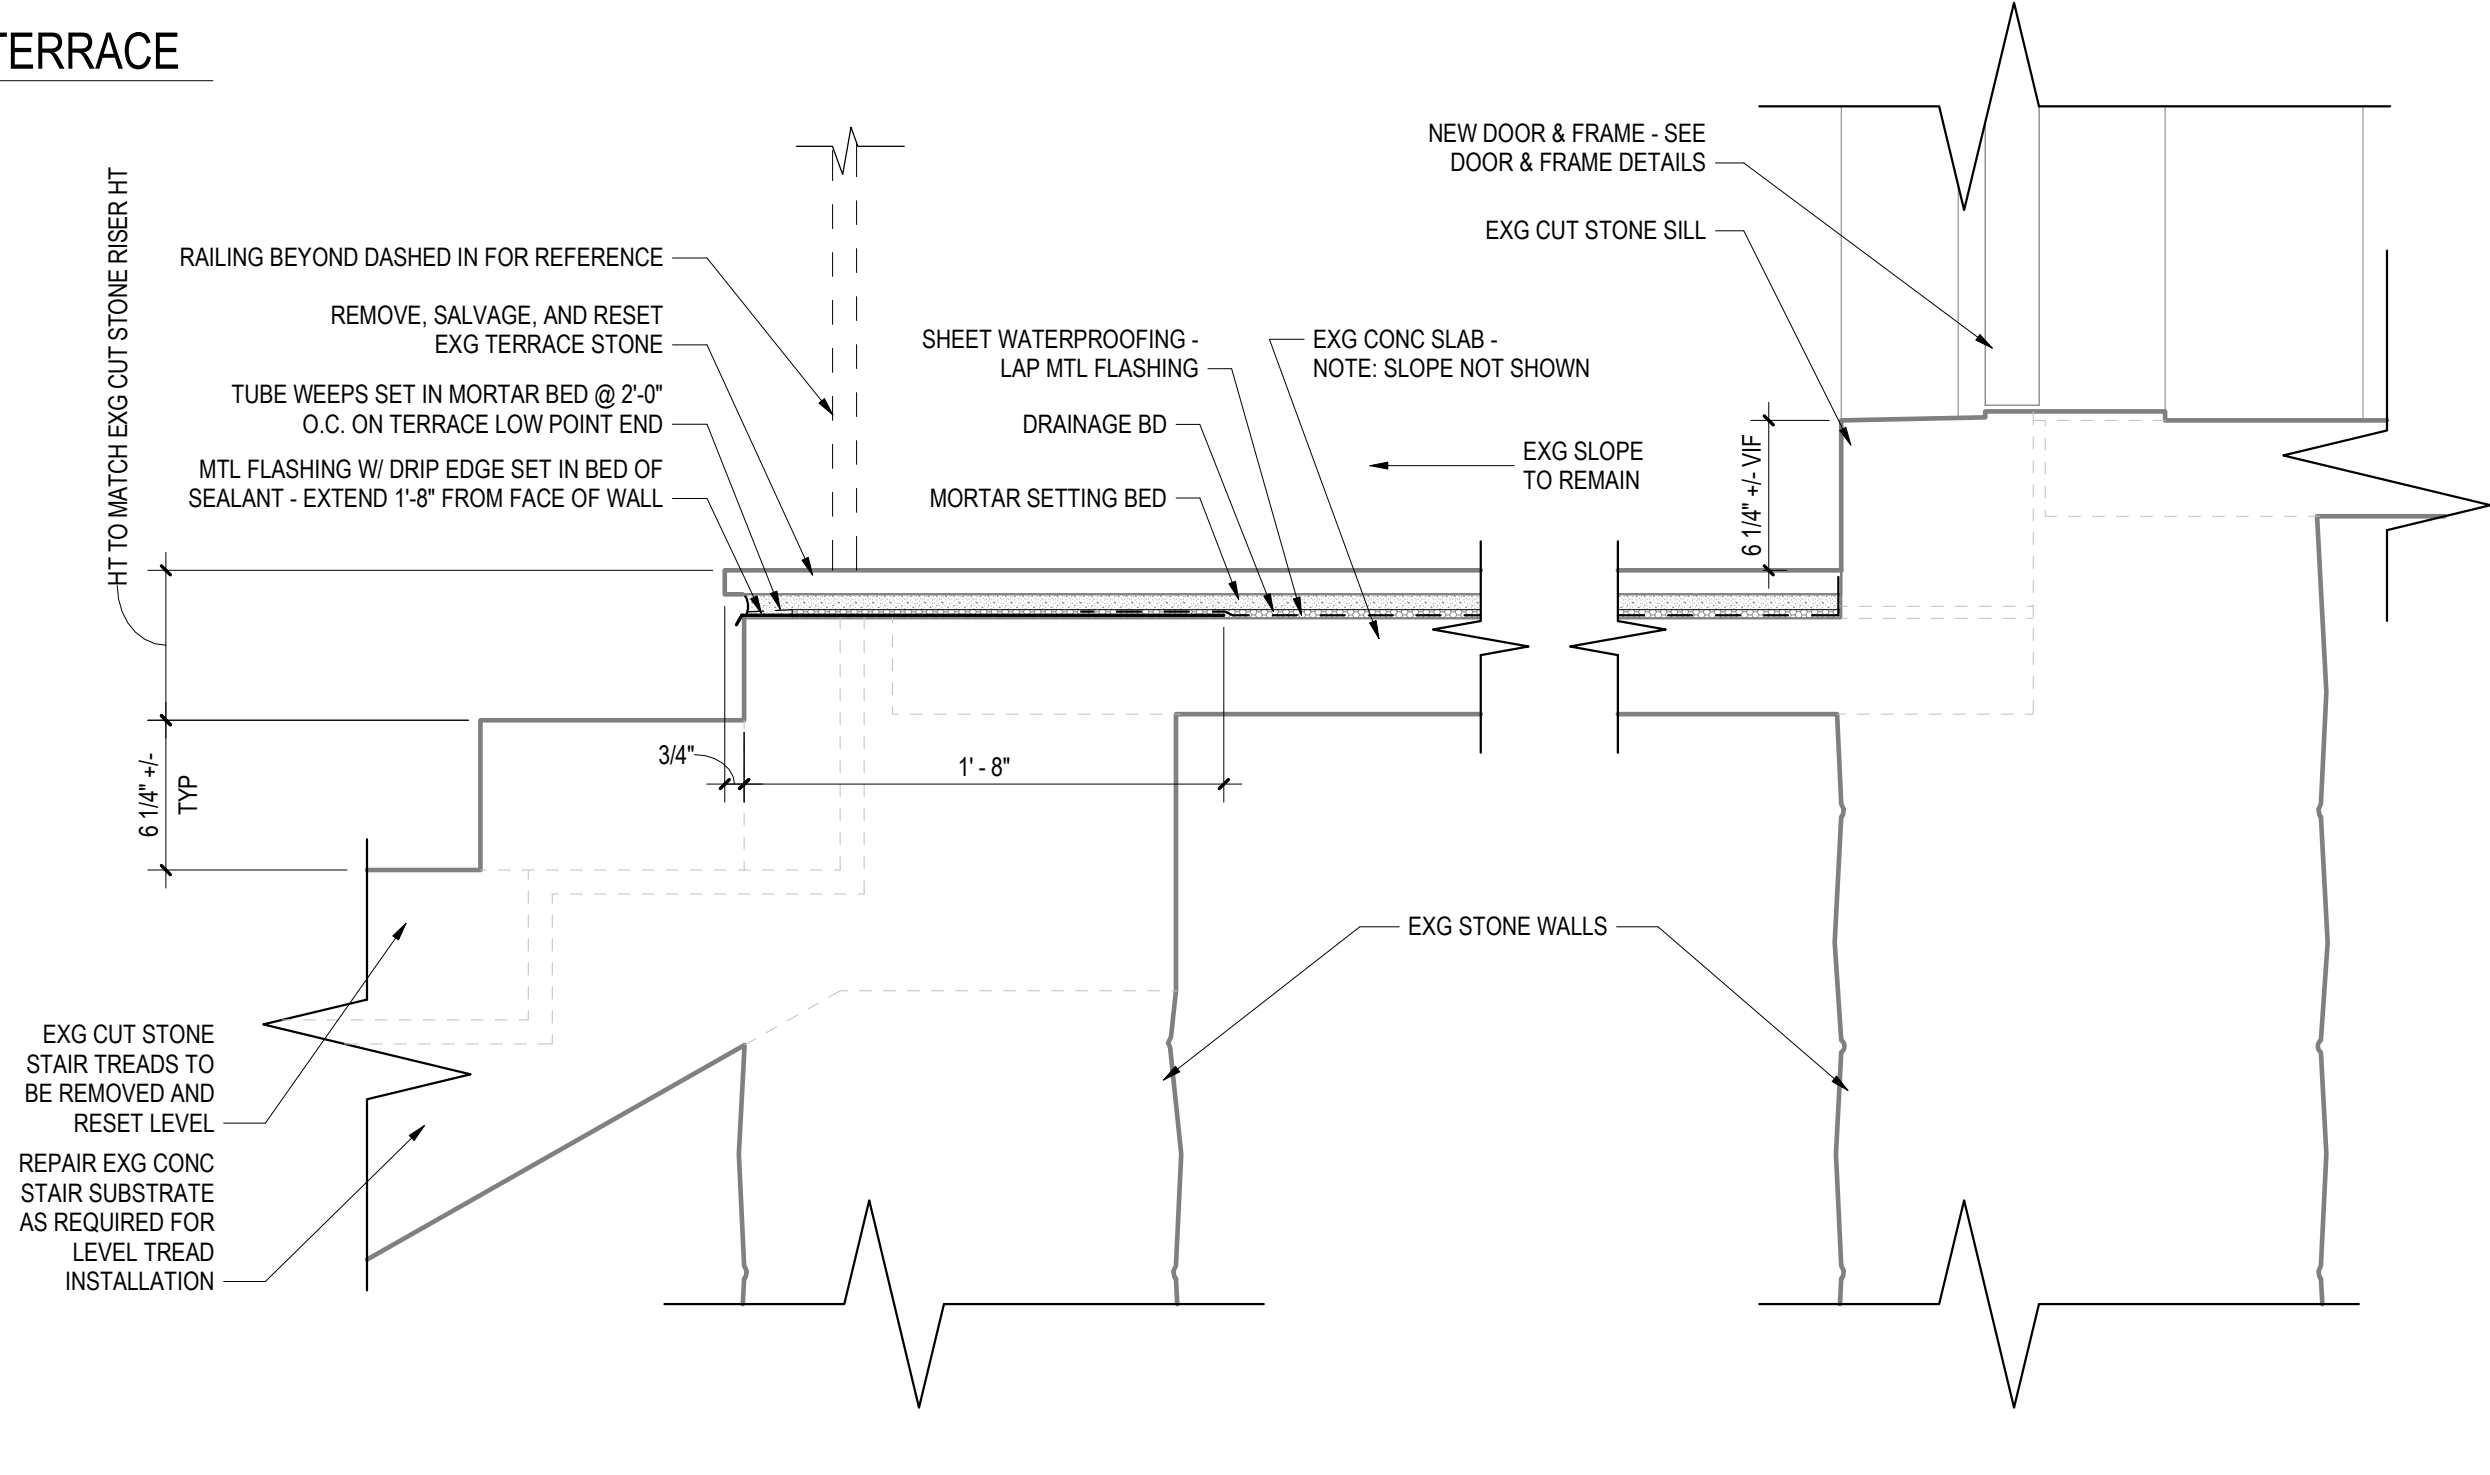 TERRACE
NEW DOOR & FRAME - SEE
DOOR & FRAME DETAILS
EXG CUT STONE SILL
HT TO MATCH EXG CUT STONE RISER HT
RAILING BEYOND DASHED IN FOR REFERENCE
REMOVE, SALVAGE, AND RESET
EXG TERRACE STONE
TUBE WEEPS SET IN MORTAR BED @ 2'-0"
O.C. ON TERRACE LOW POINT END
MTL FLASHING W/ DRIP EDGE SET IN BED OF
SEALANT - EXTEND 1'-8" FROM FACE OF WALL
SHEET WATERPROOFING -
LAP MTL FLASHING
DRAINAGE BD
MORTAR SETTING BED
EXG CONC SLAB -
NOTE: SLOPE NOT SHOWN
EXG SLOPE
TO REMAIN
6 1/4" +/- VIF
6 1/4" +/-
TYP
3/4"
1' - 8"
EXG STONE WALLS
EXG CUT STONE
STAIR TREADS TO
BE REMOVED AND
RESET LEVEL
REPAIR EXG CONC
STAIR SUBSTRATE
AS REQUIRED FOR
LEVEL TREAD
INSTALLATION